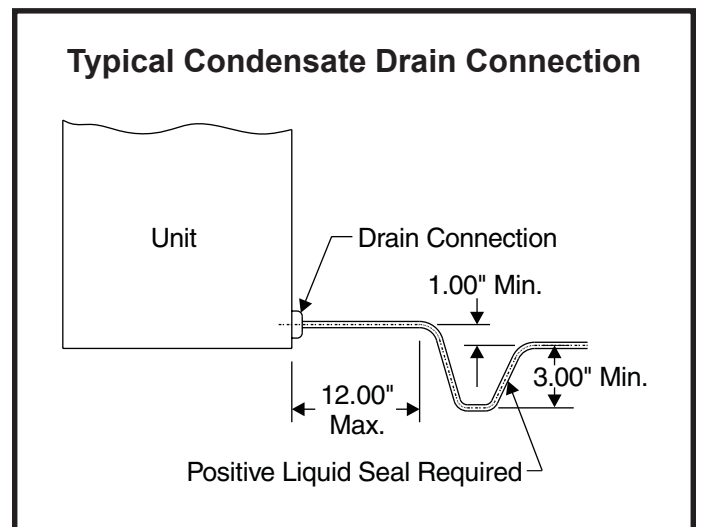 Typical Condensate Drain Connection
Unit
Drain Connection
1.00" Min.
3.00" Min.
12.00"
Max.
Positive Liquid Seal Required